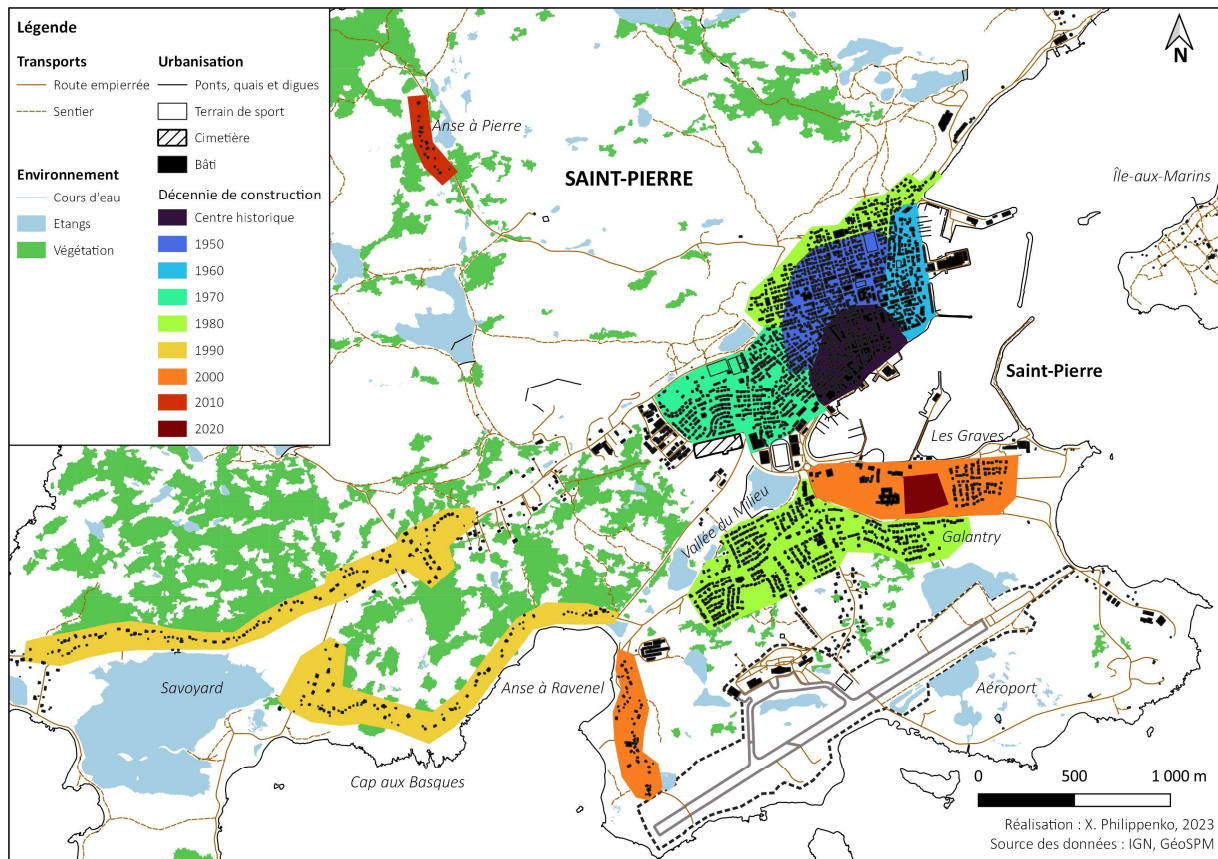 Légende
Transports
Route empierrée
Sentier
Environnement
Cours d'eau
Etangs
Végétation
Urbanisation
Ponts, quais et digues
Terrain de sport
Cimetière
Bâti
Décennie de construction
Centre historique
1950
1960
1970
1980
1990
2000
2010
2020
N
Anse à Pierre
SAINT-PIERRE
Île-aux-Marins
Saint-Pierre
Les Graves
Vallée du Milieu
Galantry
Savoyard
Anse à Ravenel
Aéroport
Cap aux Basques
0 500 1 000 m
Réalisation : X. Philippenko, 2023
Source des données : IGN, GéoSPM